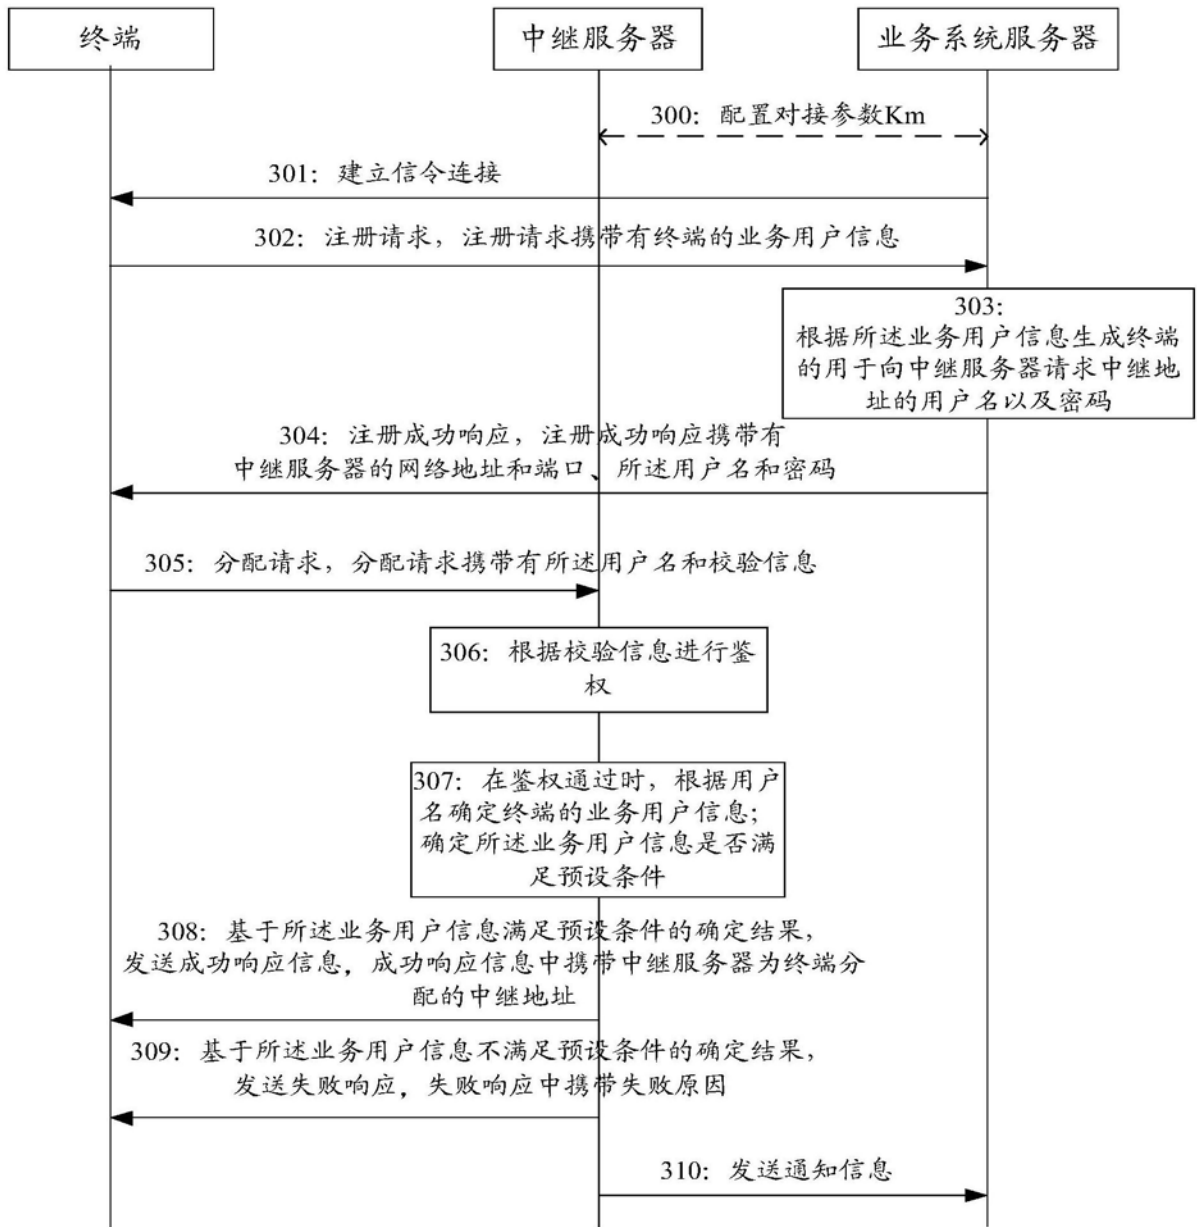 终端
中继服务器
业务系统服务器
300：配置对接参数Km
301：建立信令连接
302：注册请求，注册请求携带有终端的业务用户信息
303：
根据所述业务用户信息生成终端
的用于向中继服务器请求中继地
址的用户名以及密码
304：注册成功响应，注册成功响应携带有
中继服务器的网络地址和端口、所述用户名和密码
305：分配请求，分配请求携带有所述用户名和校验信息
306：根据校验信息进行鉴
权
307：在鉴权通过时，根据用户
名确定终端的业务用户信息；
确定所述业务用户信息是否满
足预设条件
308：基于所述业务用户信息满足预设条件的确定结果，
发送成功响应信息，成功响应信息中携带中继服务器为终端分
配的中继地址
309：基于所述业务用户信息不满足预设条件的确定结果，
发送失败响应，失败响应中携带失败原因
310：发送通知信息